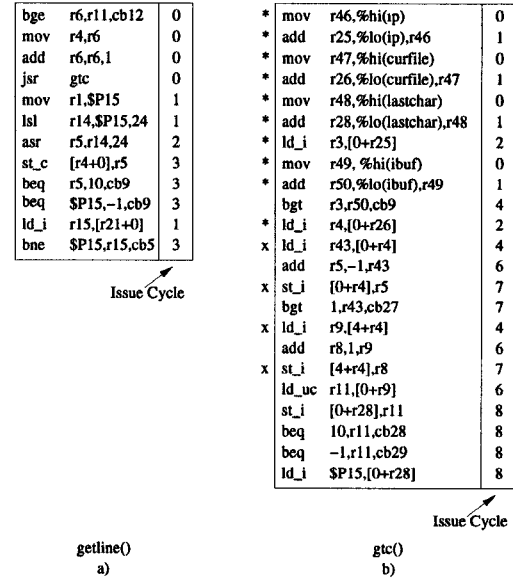 bge r6,r11,cb12 0
mov r4,r6 0
add r6,r6,1 0
jsr gtc 0
mov r1,$P15 1
lsl r14,$P15,24 1
asr r5,r14,24 2
st_c [r4+0],r5 3
beq r5,10,cb9 3
beq $P15,-1,cb9 3
ld_i r15,[r21+0] 1
bne $P15,r15,cb5 3
Issue Cycle
getline()
a)
* mov r46,%hi(ip) 0
* add r25,%lo(ip),r46 1
* mov r47,%hi(curfile) 0
* add r26,%lo(curfile),r47 1
* mov r48,%hi(lastchar) 0
* add r28,%lo(lastchar),r48 1
* ld_i r3,[0+r25] 2
* mov r49, %hi(ibuf) 0
* add r50,%lo(ibuf),r49 1
bgt r3,r50,cb9 4
* ld_i r4,[0+r26] 2
x ld_i r43,[0+r4] 4
add r5,-1,r43 6
x st_i [0+r4],r5 7
bgt 1,r43,cb27 7
x ld_i r9,[4+r4] 4
add r8,1,r9 6
x st_i [4+r4],r8 7
ld_uc r11,[0+r9] 6
st_i [0+r28],r11 8
beq 10,r11,cb28 8
beq -1,r11,cb29 8
ld_i $P15,[0+r28] 8
Issue Cycle
gtc()
b)